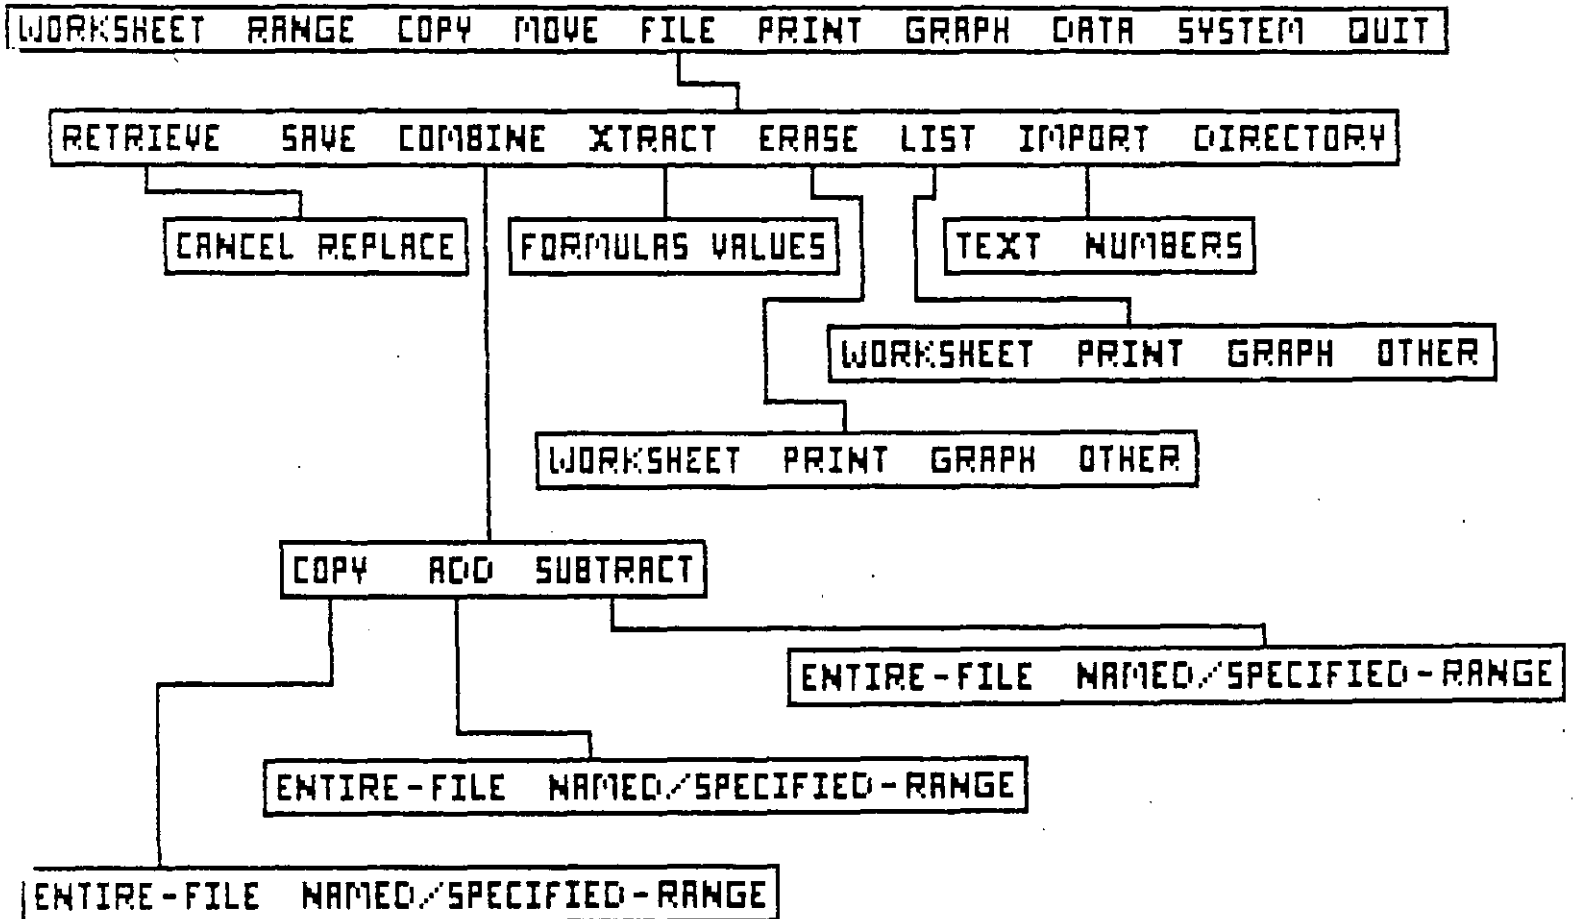 WORKSHEET RANGE COPY MOVE FILE PRINT GRAPH DATA SYSTEM QUIT
RETRIEVE SAVE COMBINE XTRACT ERASE LIST IMPORT DIRECTORY
CANCEL REPLACE
FORMULAS VALUES
TEXT NUMBERS
WORKSHEET PRINT GRAPH OTHER
WORKSHEET PRINT GRAPH OTHER
COPY ADD SUBTRACT
ENTIRE-FILE NAMED/SPECIFIED-RANGE
ENTIRE-FILE NAMED/SPECIFIED-RANGE
ENTIRE-FILE NAMED/SPECIFIED-RANGE